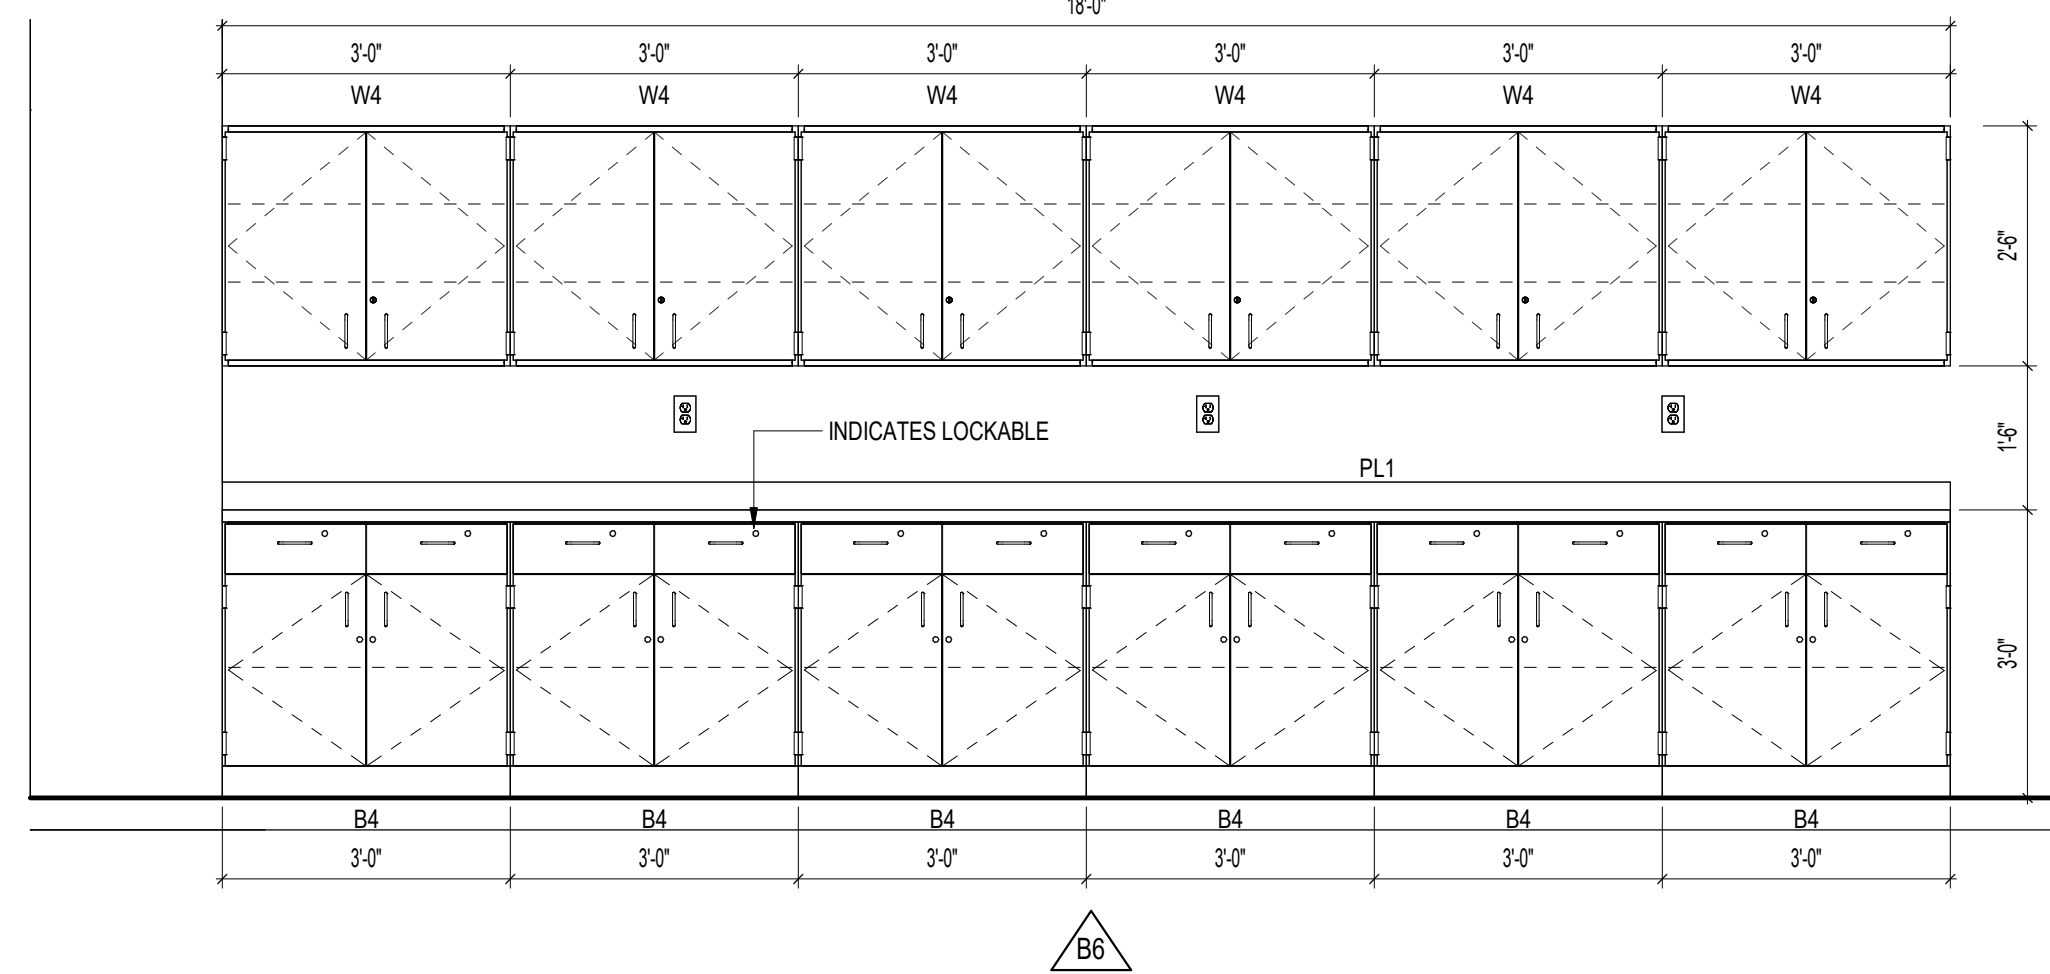 18'-0"
3'-0" 3'-0" 3'-0" 3'-0" 3'-0" 3'-0"
W4 W4 W4 W4 W4 W4
2'-6"
INDICATES LOCKABLE
1'-6"
PL1
3'-0"
B4 B4 B4 B4 B4 B4
3'-0" 3'-0" 3'-0" 3'-0" 3'-0" 3'-0"
B6